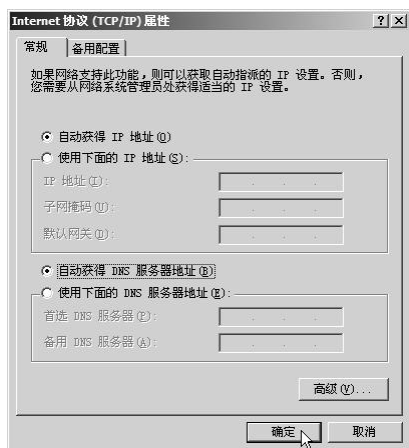 Internet 协议 (TCP/IP) 属性
常规 备用配置
如果网络支持此功能，则可以获取自动指派的 IP 设置。否则，
您需要从网络系统管理员处获得适当的 IP 设置。
自动获得 IP 地址(O)
使用下面的 IP 地址(S):
IP 地址(I):
子网掩码(U):
默认网关(D):
自动获得 DNS 服务器地址(B)
使用下面的 DNS 服务器地址(E):
首选 DNS 服务器(P):
备用 DNS 服务器(A):
高级(V)...
确定 取消